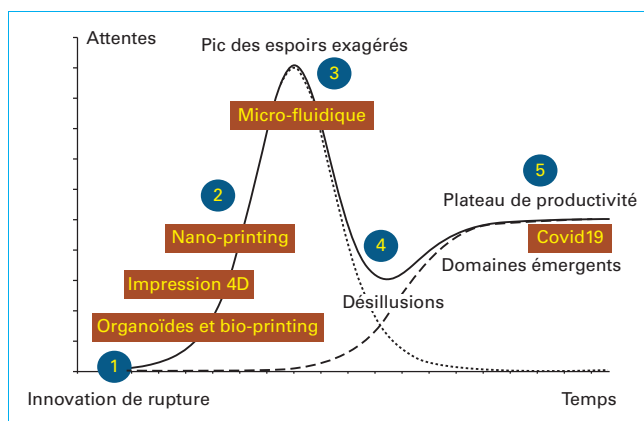 Attentes
Pic des espoirs exagérés
3
Micro-fluidique
5
2
Plateau de productivité
Nano-printing
4
Covid19
Domaines émergents
Impression 4D
Désillusions
Organoïdes et bio-printing
1
Innovation de rupture
Temps